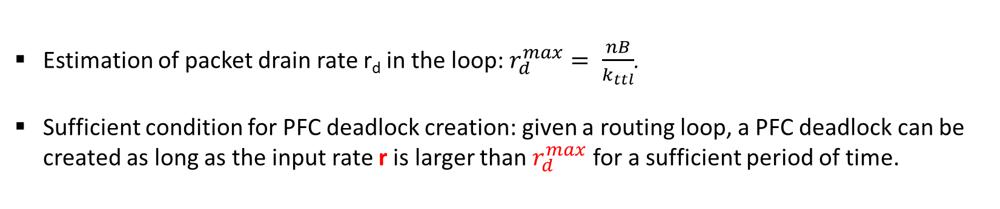 ▪ Estimation of packet drain rate r_d in the loop: r_d^{max} = \frac{nB}{k_{ttl}}.
▪ Sufficient condition for PFC deadlock creation: given a routing loop, a PFC deadlock can be
created as long as the input rate r is larger than r_d^{max} for a sufficient period of time.